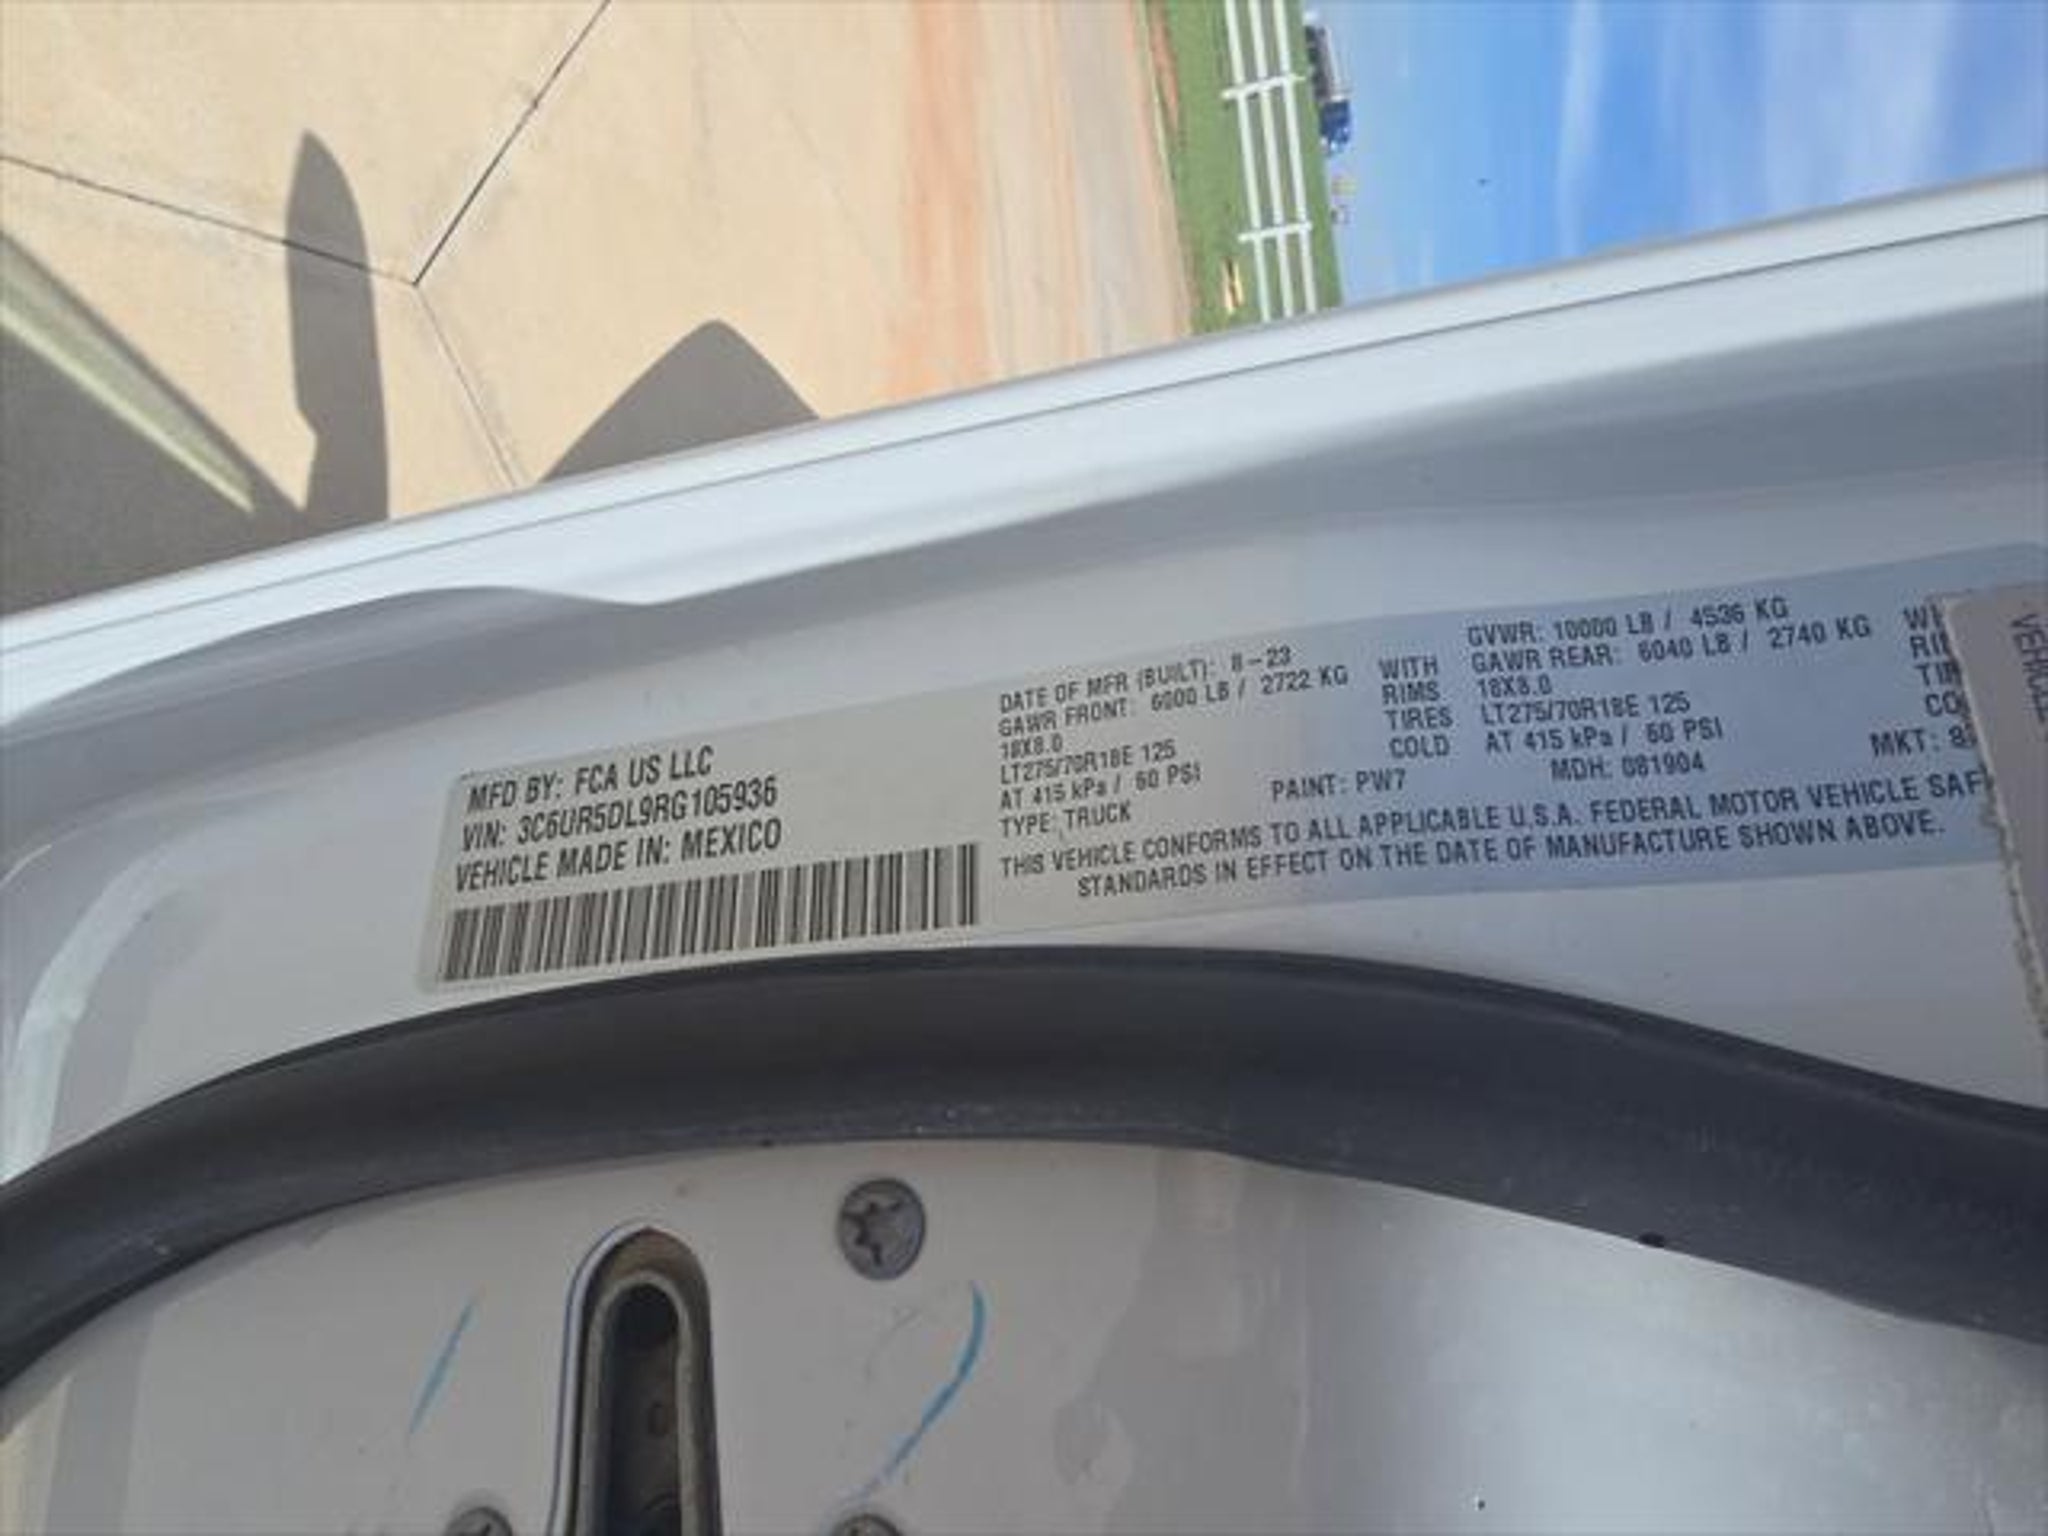 MFD BY: FCA US LLC
VIN: 3C6UR5DL9RG105936
VEHICLE MADE IN: MEXICO
DATE OF MFR (BUILT): 8-23
GVWR: 10000 LB / 4536 KG
GAWR FRONT: 6000 LB / 2722 KG WITH GAWR REAR: 6040 LB / 2740 KG
18X8.0 RIMS 18X8.0
LT275/70R18E 125 TIRES LT275/70R18E 125
AT 415 kPa / 60 PSI COLD AT 415 kPa / 60 PSI
TYPE: TRUCK PAINT: PW7 MDH: 081904 MKT:
THIS VEHICLE CONFORMS TO ALL APPLICABLE U.S.A. FEDERAL MOTOR VEHICLE SAF
STANDARDS IN EFFECT ON THE DATE OF MANUFACTURE SHOWN ABOVE.